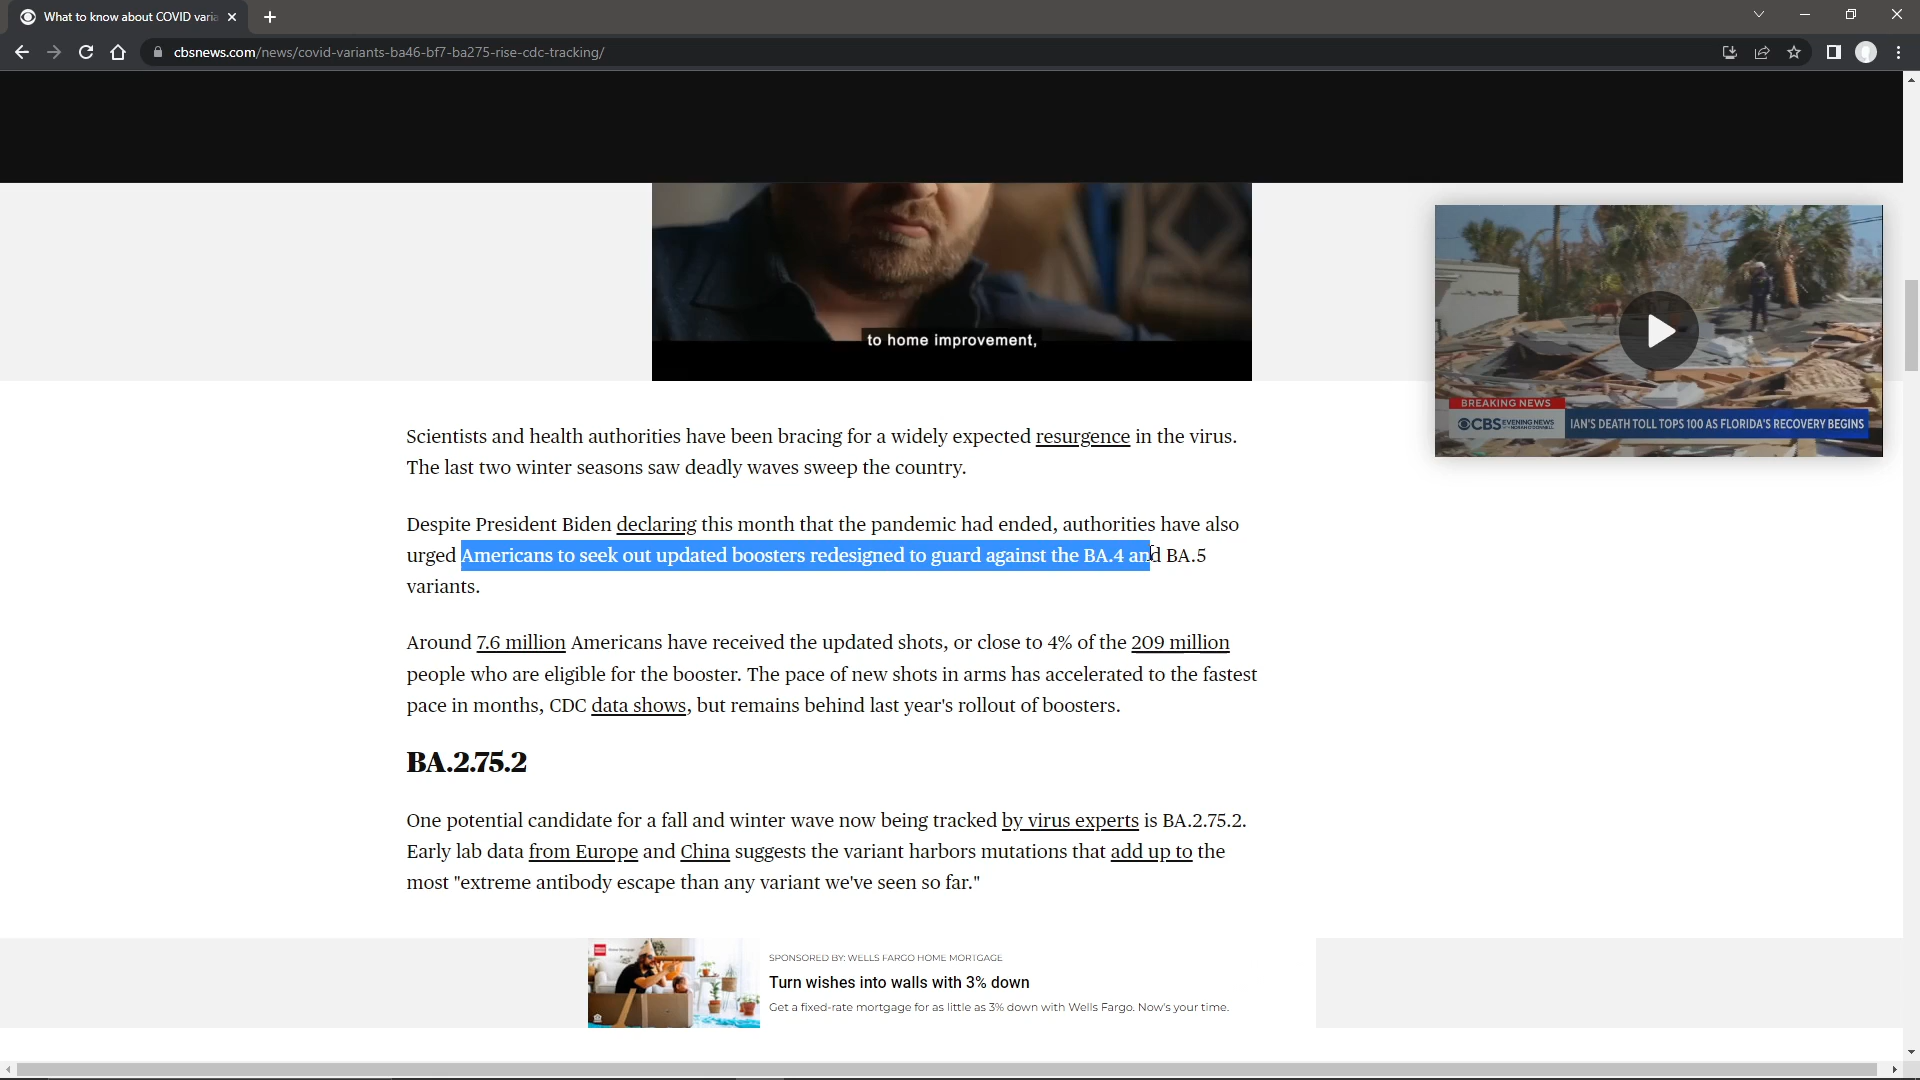 What to know about COVID varia
cbsnews.com/news/covid-variants-ba46-bf7-ba275-rise-cdc-tracking/
to home improvement,
BREAKING NEWS
CBS EVENING NEWS
IAN'S DEATH TOLL TOPS 100 AS FLORIDA'S RECOVERY BEGINS
Scientists and health authorities have been bracing for a widely expected resurgence in the virus.
The last two winter seasons saw deadly waves sweep the country.
Despite President Biden declaring this month that the pandemic had ended, authorities have also
urged Americans to seek out updated boosters redesigned to guard against the BA.4 and BA.5
variants.
Around 7.6 million Americans have received the updated shots, or close to 4% of the 209 million
people who are eligible for the booster. The pace of new shots in arms has accelerated to the fastest
pace in months, CDC data shows, but remains behind last year's rollout of boosters.
BA.2.75.2
One potential candidate for a fall and winter wave now being tracked by virus experts is BA.2.75.2.
Early lab data from Europe and China suggests the variant harbors mutations that add up to the
most "extreme antibody escape than any variant we've seen so far."
SPONSORED BY: WELLS FARGO HOME MORTGAGE
Turn wishes into walls with 3% down
Get a fixed-rate mortgage for as little as 3% down with Wells Fargo. Now's your time.